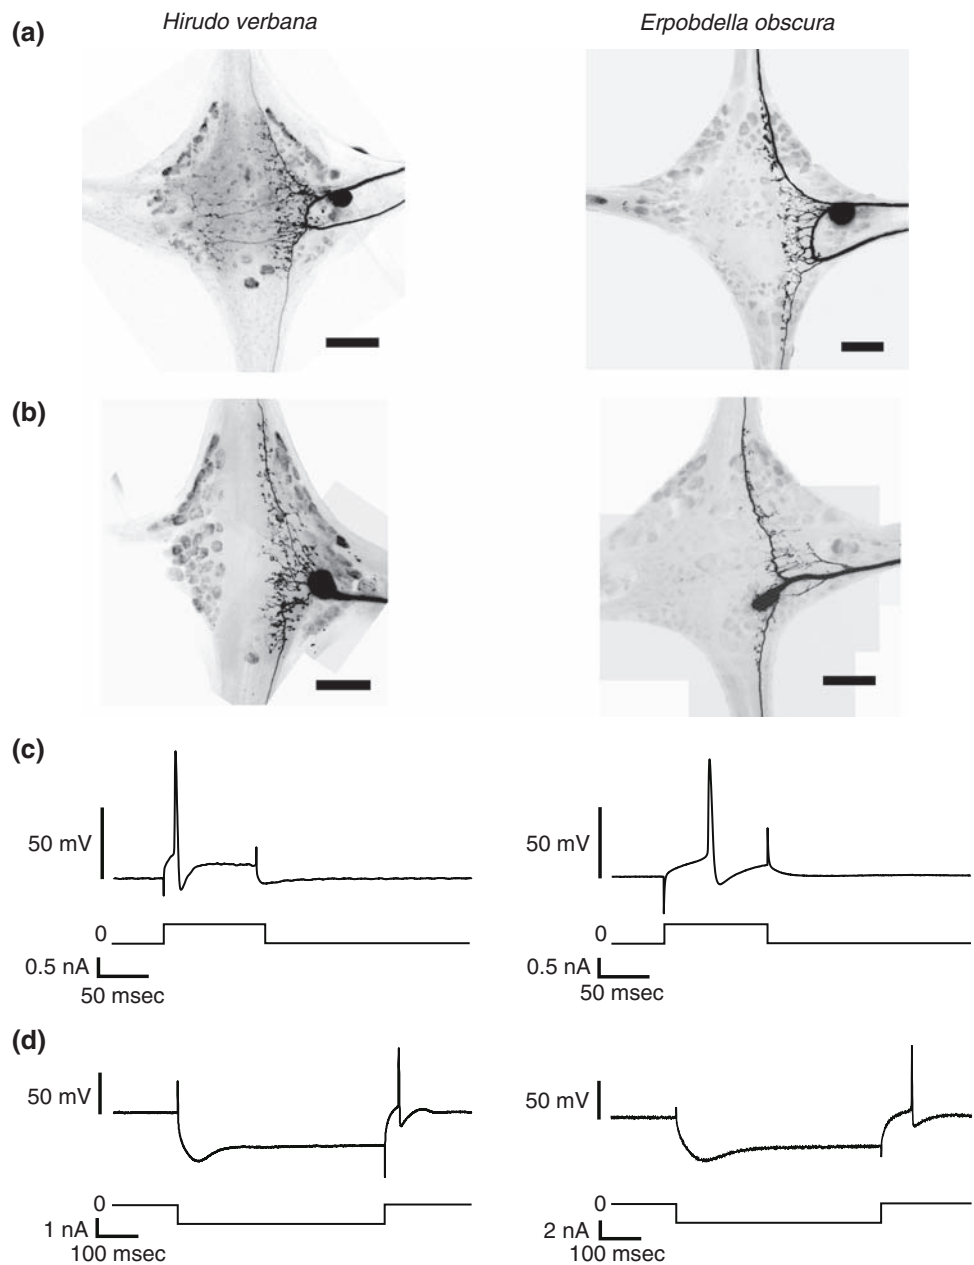 Hirudo verbana
Erpobdella obscura
(a)
(b)
(c)
50 mV
0
0.5 nA
50 msec
50 mV
0
0.5 nA
50 msec
(d)
50 mV
0
1 nA
100 msec
50 mV
0
2 nA
100 msec